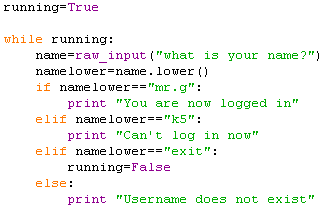 running=True
while running:
    name=raw_input("what is your name?")
    namelower=name.lower()
    if namelower=="mr.g":
        print "You are now logged in"
    elif namelower=="k5":
        print "Can't log in now"
    elif namelower=="exit":
        running=False
    else:
        print "Username does not exist"